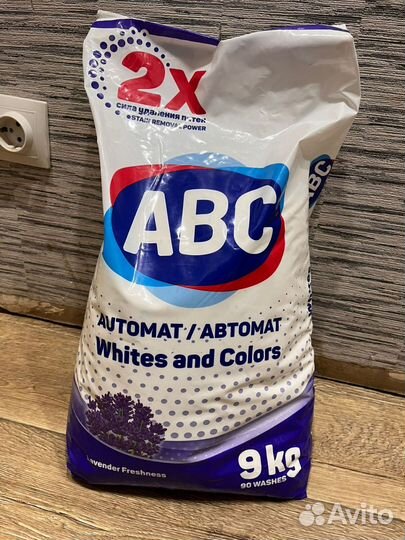 2X
сила удаления пятен
STAIN REMOVAL POWER
ABC
ABC
AUTOMAT / АВТОМАТ
Whites and Colors
Lavender Freshness
9 kg
90 WASHES
Avito